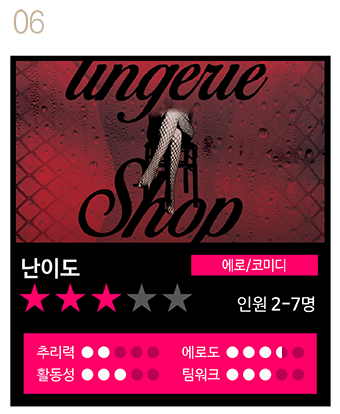 06
lingerie
Shop
난이도
에로/코미디
인원 2-7명
추리력
에로도
활동성
팀워크